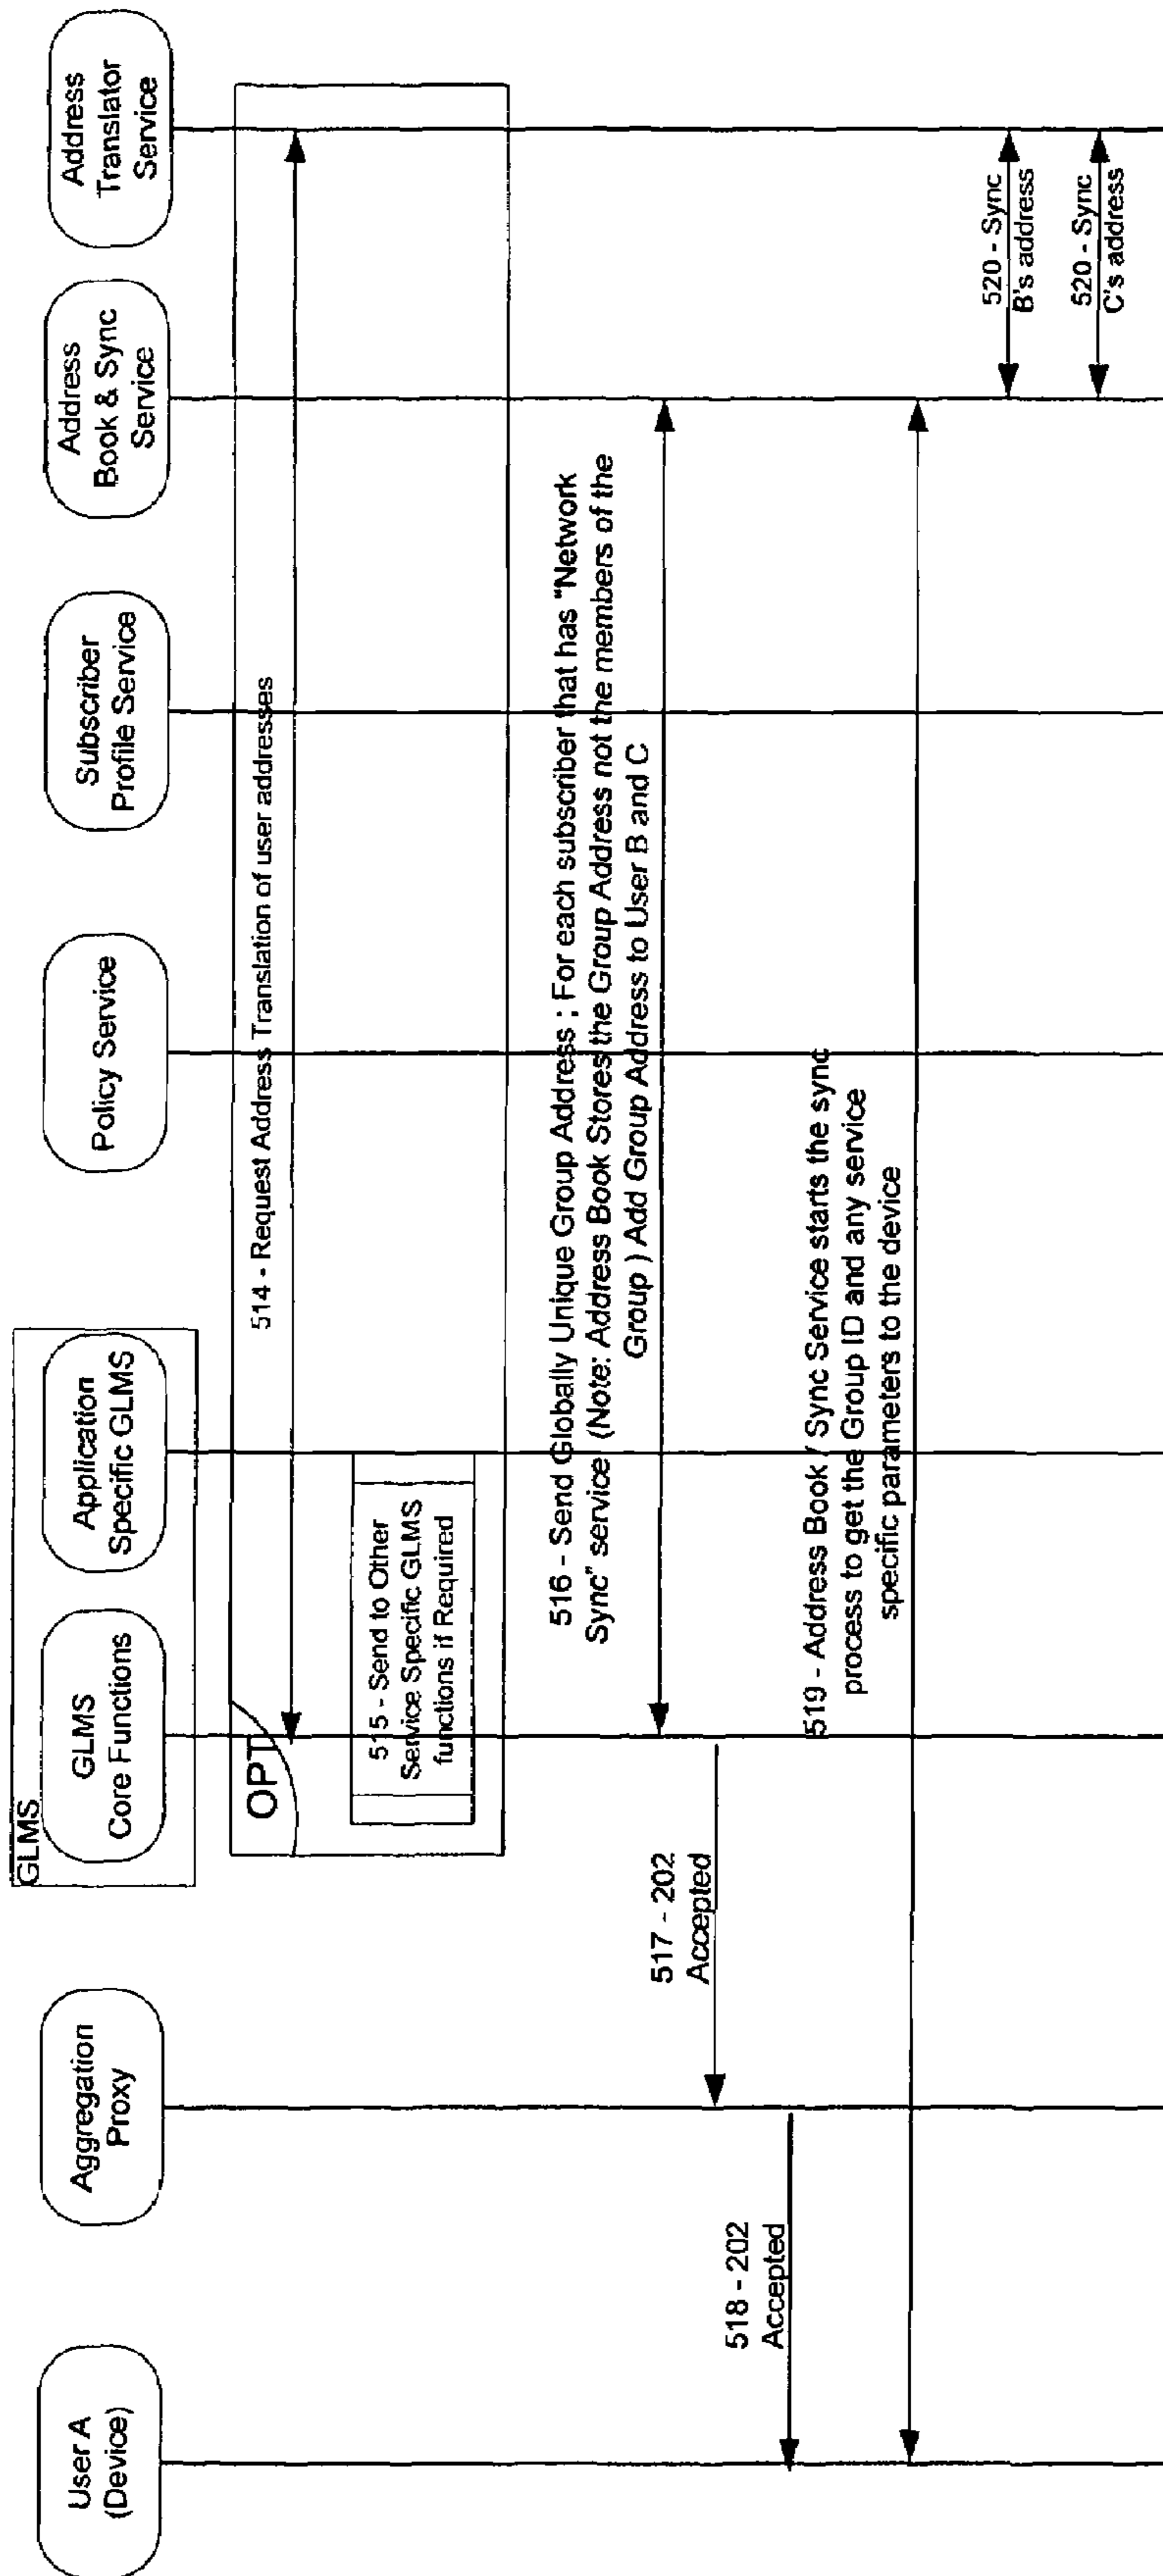 GLMS
User A
(Device)
Aggregation
Proxy
GLMS
Core Functions
Application
Specific GLMS
Policy Service
Subscriber
Profile Service
Address
Book & Sync
Service
Address
Translator
Service
OPT
514 - Request Address Translation of user addresses
515 - Send to Other
Service Specific GLMS
functions if Required
516 - Send Globally Unique Group Address ; For each subscriber that has "Network
Sync" service (Note: Address Book Stores the Group Address not the members of the
Group ) Add Group Address to User B and C
517 - 202
Accepted
518 - 202
Accepted
519 - Address Book / Sync Service starts the sync
process to get the Group ID and any service
specific parameters to the device
520 - Sync
B's address
520 - Sync
C's address